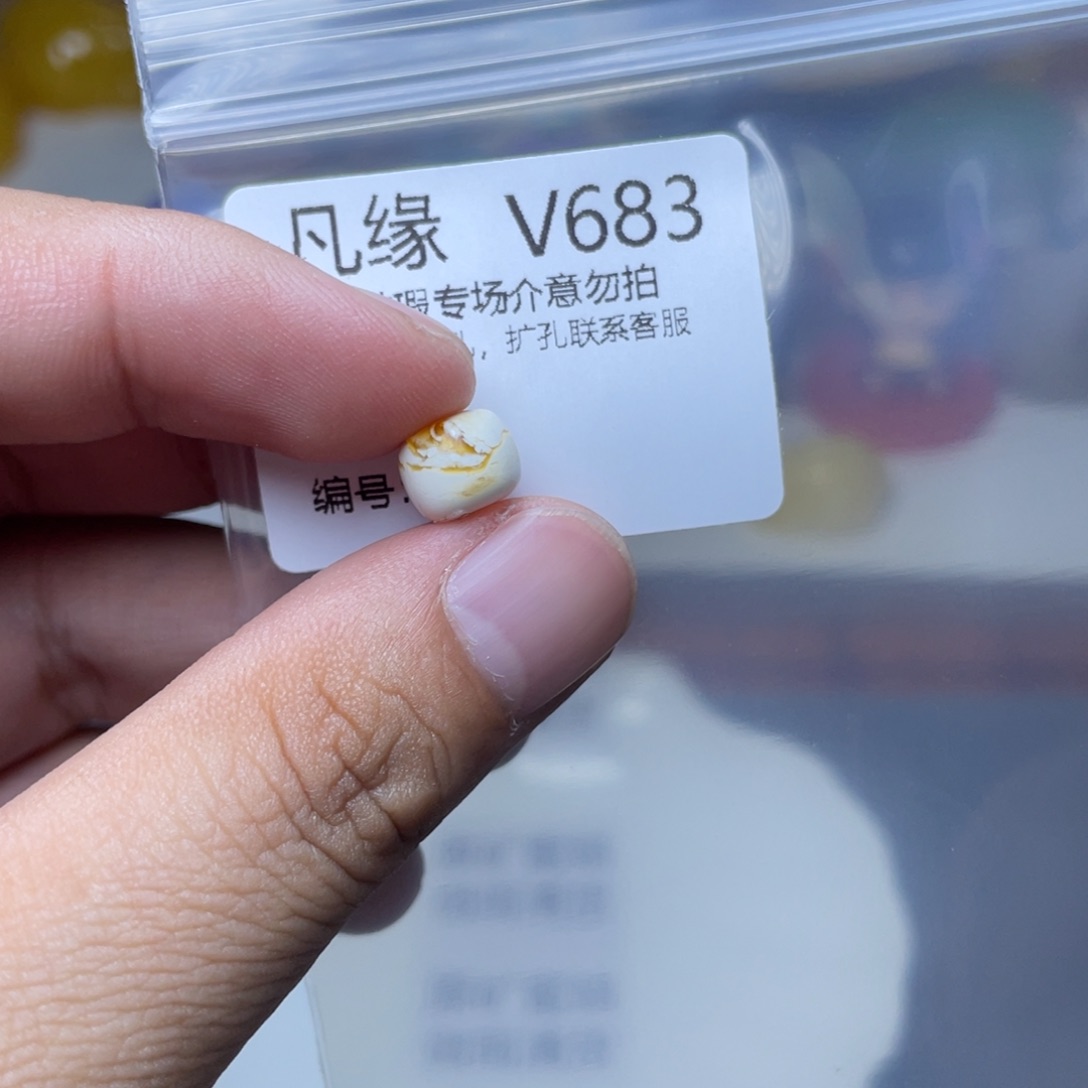 凡缘 V683
瑕专场介意勿拍
，扩孔联系客服
编号: